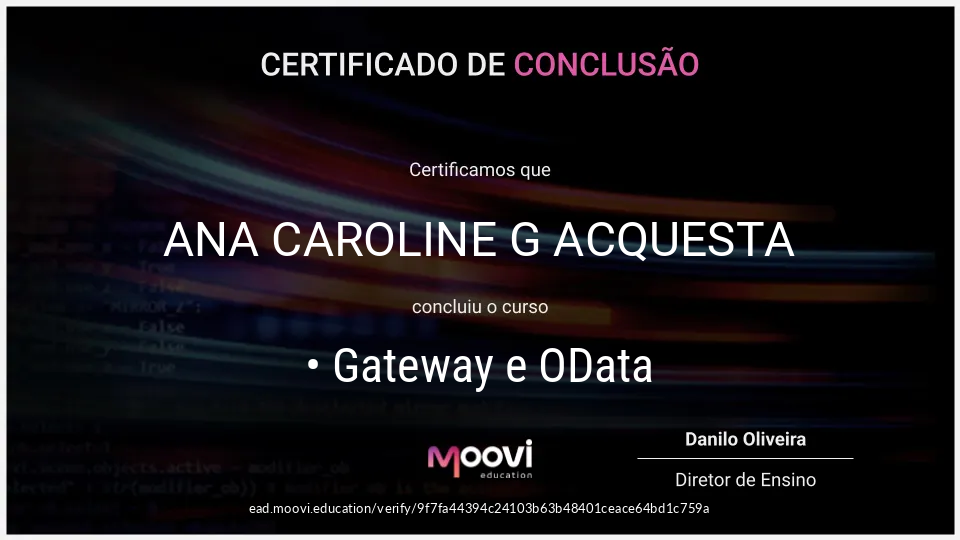 CERTIFICADO DE CONCLUSÃO
Certificamos que
ANA CAROLINE G ACQUESTA
concluiu o curso
• Gateway e OData
Danilo Oliveira
Diretor de Ensino
Moovi
education
ead.moovi.education/verify/9f7fa44394c24103b63b48401ceace64bd1c759a